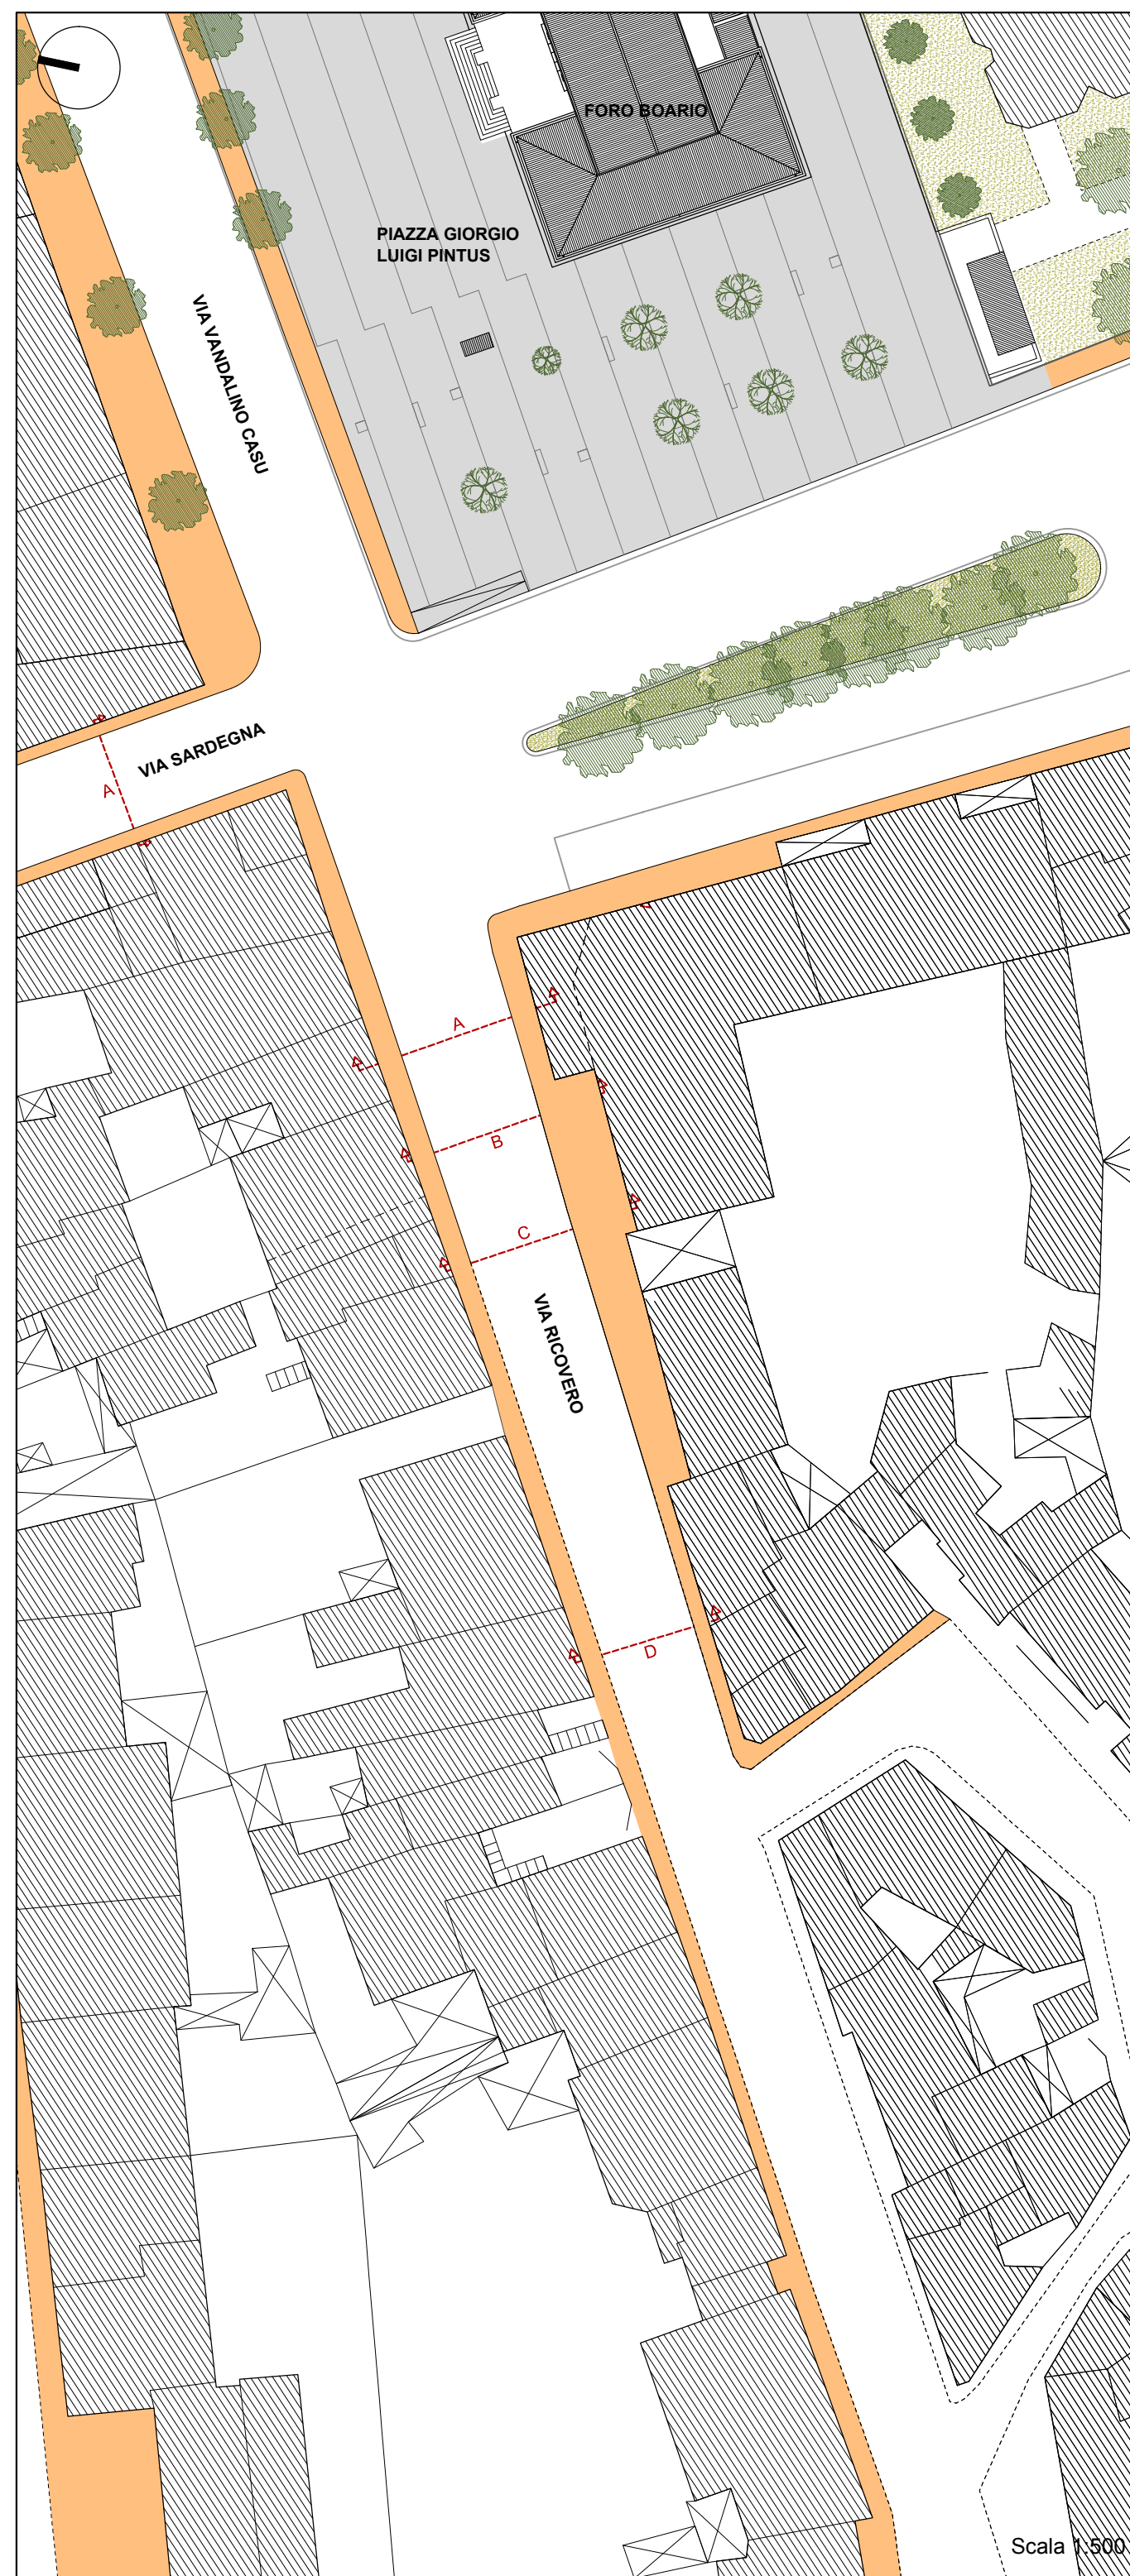 FORO BOARIO
PIAZZA GIORGIO
LUIGI PINTUS
VIA VANDALINO CASU
VIA SARDEGNA
A
A
B
C
VIA RICOVERO
D
Scala 1:500